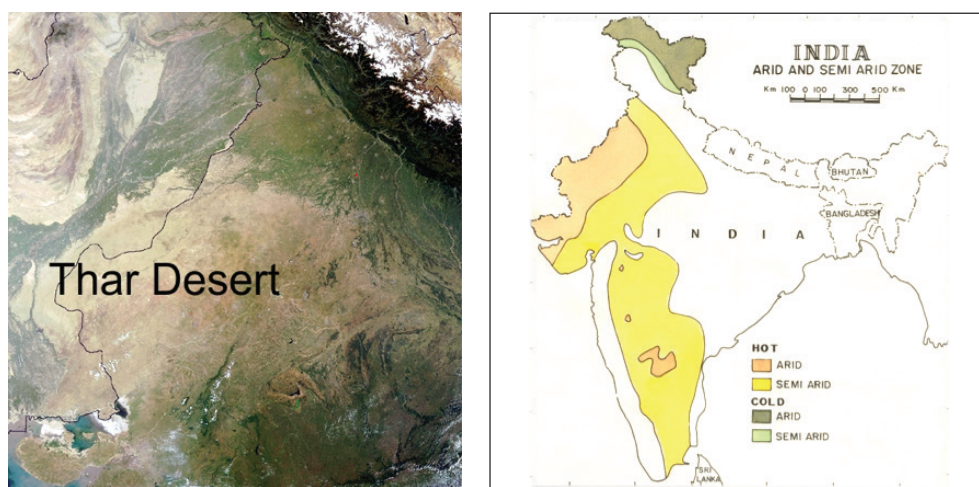 Thar Desert
INDIA
ARID AND SEMI ARID ZONE
Km 100 0 100 300 500 Km
NEPAL
BHUTAN
BANGLADESH
INDIA
HOT
ARID
SEMI ARID
COLD
ARID
SEMI ARID
SRI
LANKA